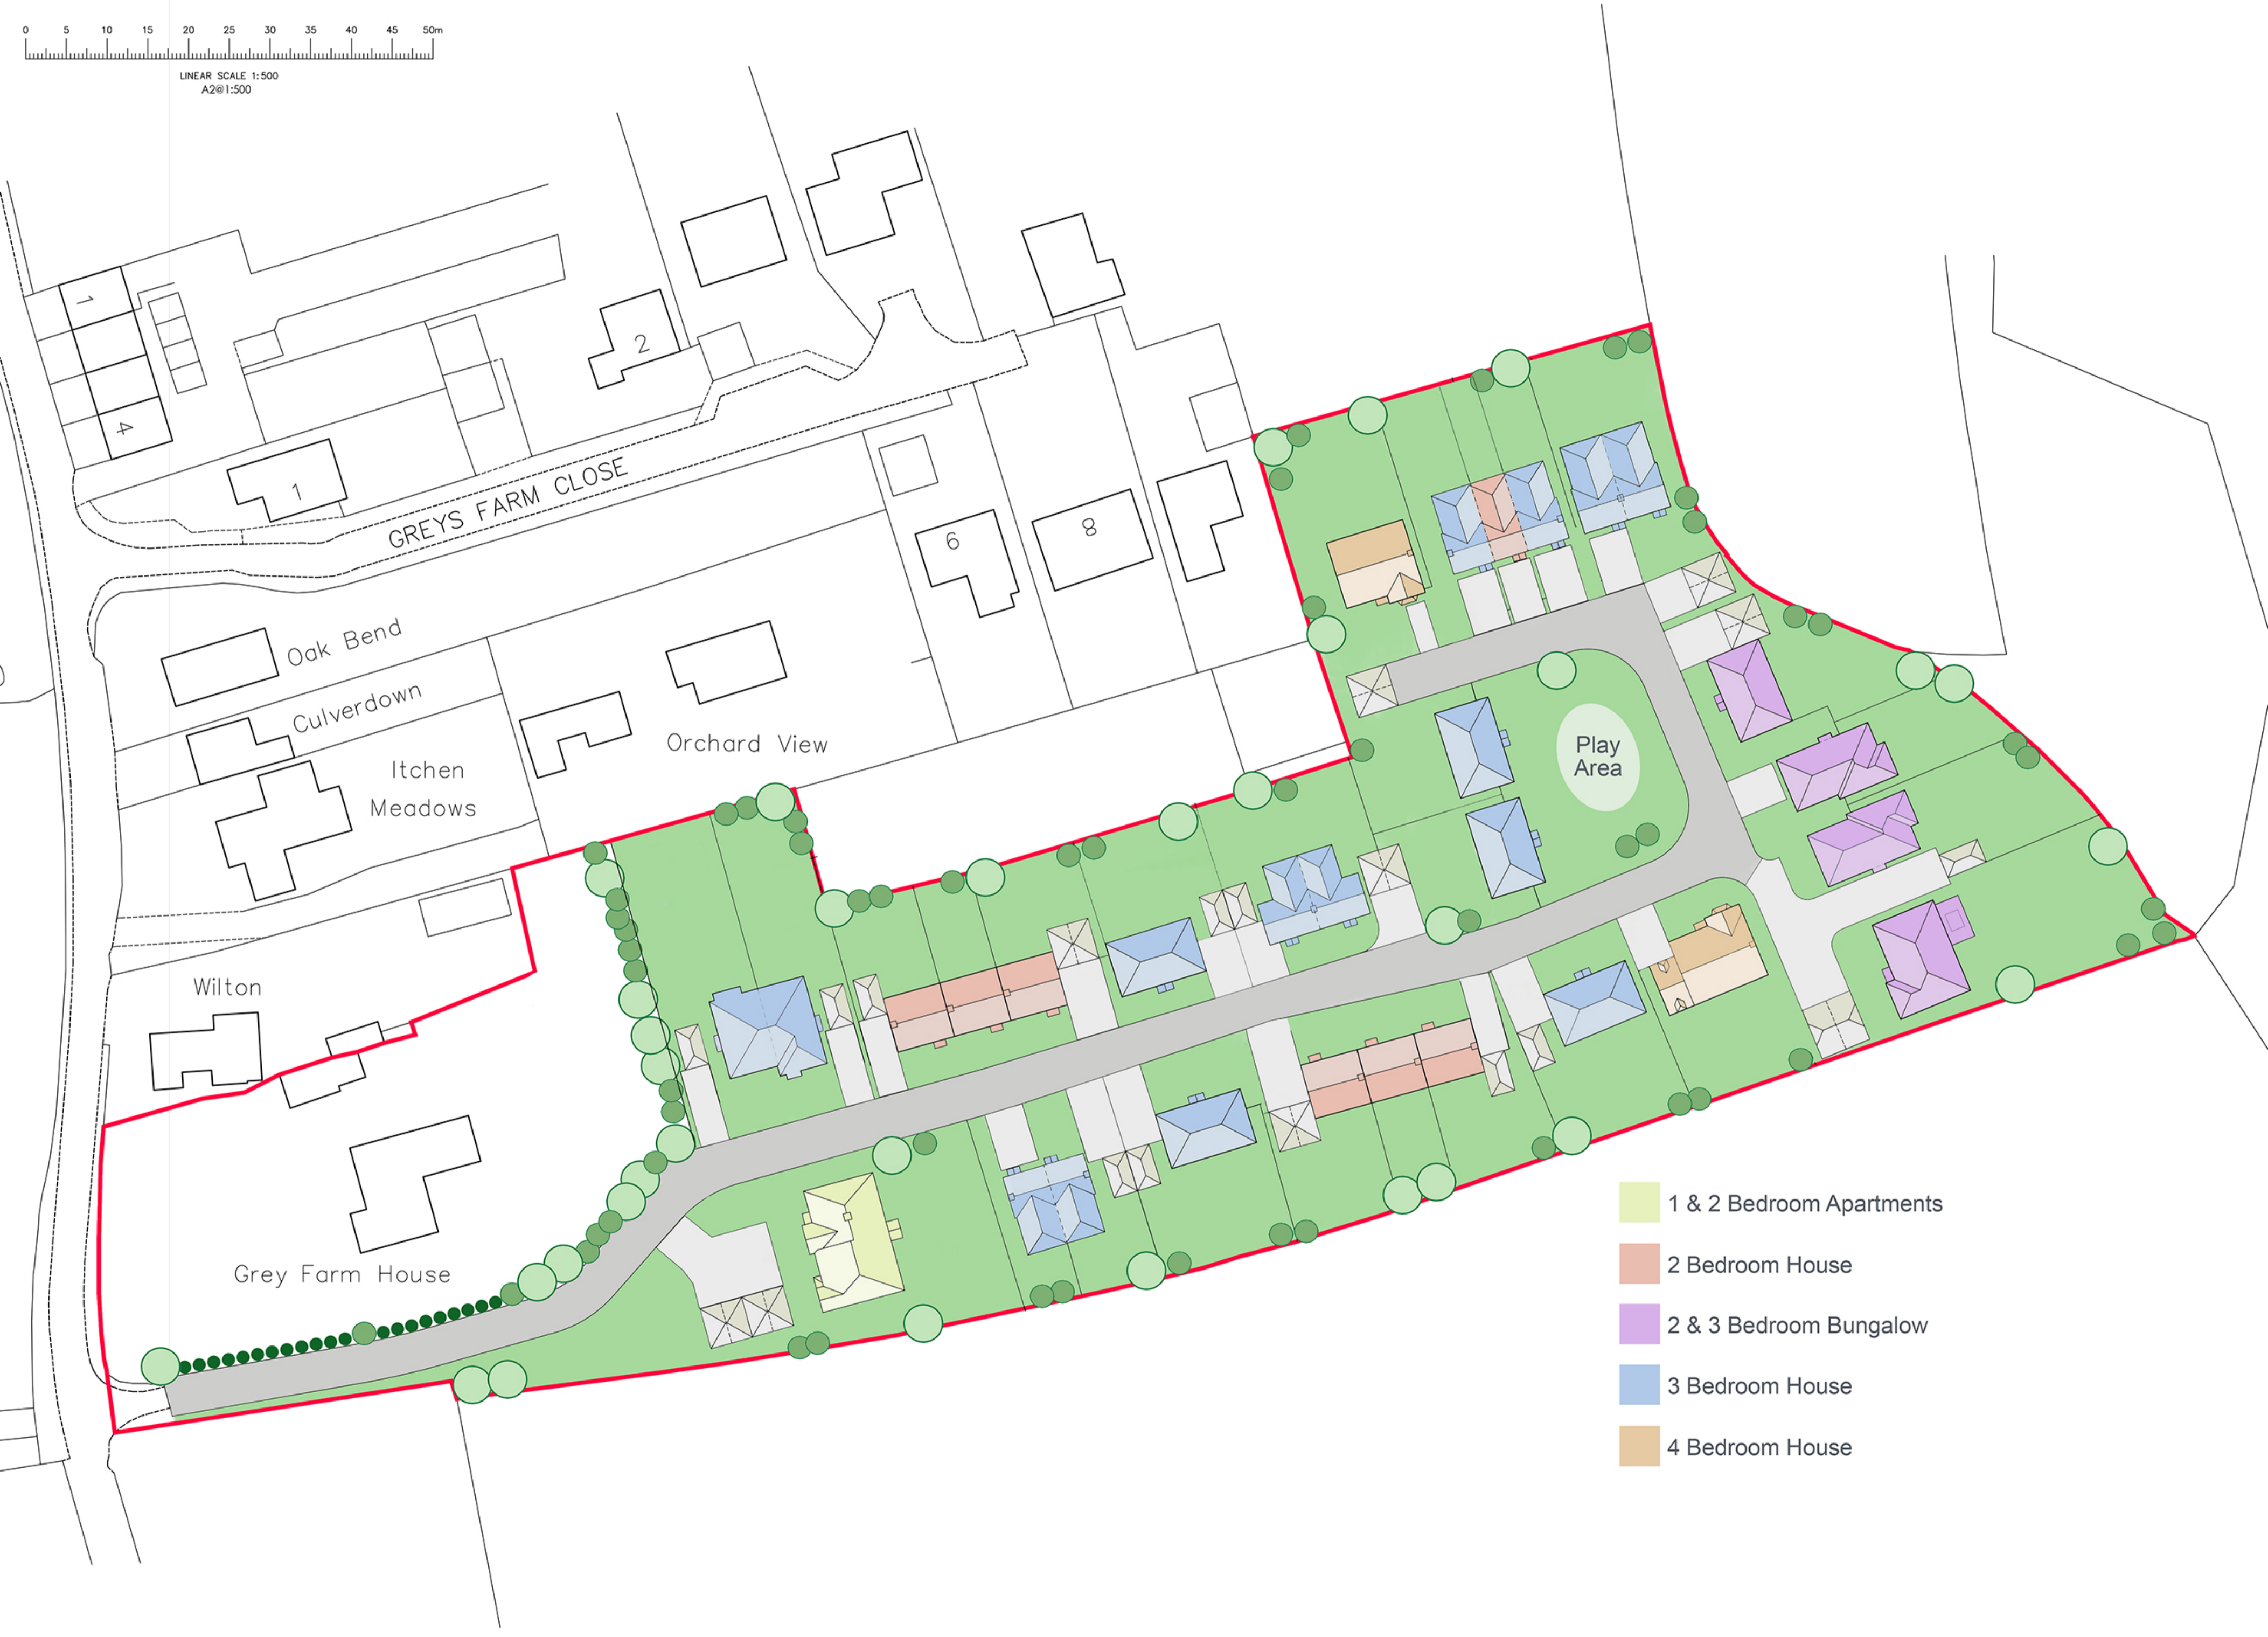 0 5 10 15 20 25 30 35 40 45 50m
LINEAR SCALE 1:500
A2@1:500
1
4
2
1
GREYS FARM CLOSE
6
8
Oak Bend
Culverdown
Itchen
Meadows
Orchard View
Play
Area
Wilton
Grey Farm House
1 & 2 Bedroom Apartments
2 Bedroom House
2 & 3 Bedroom Bungalow
3 Bedroom House
4 Bedroom House